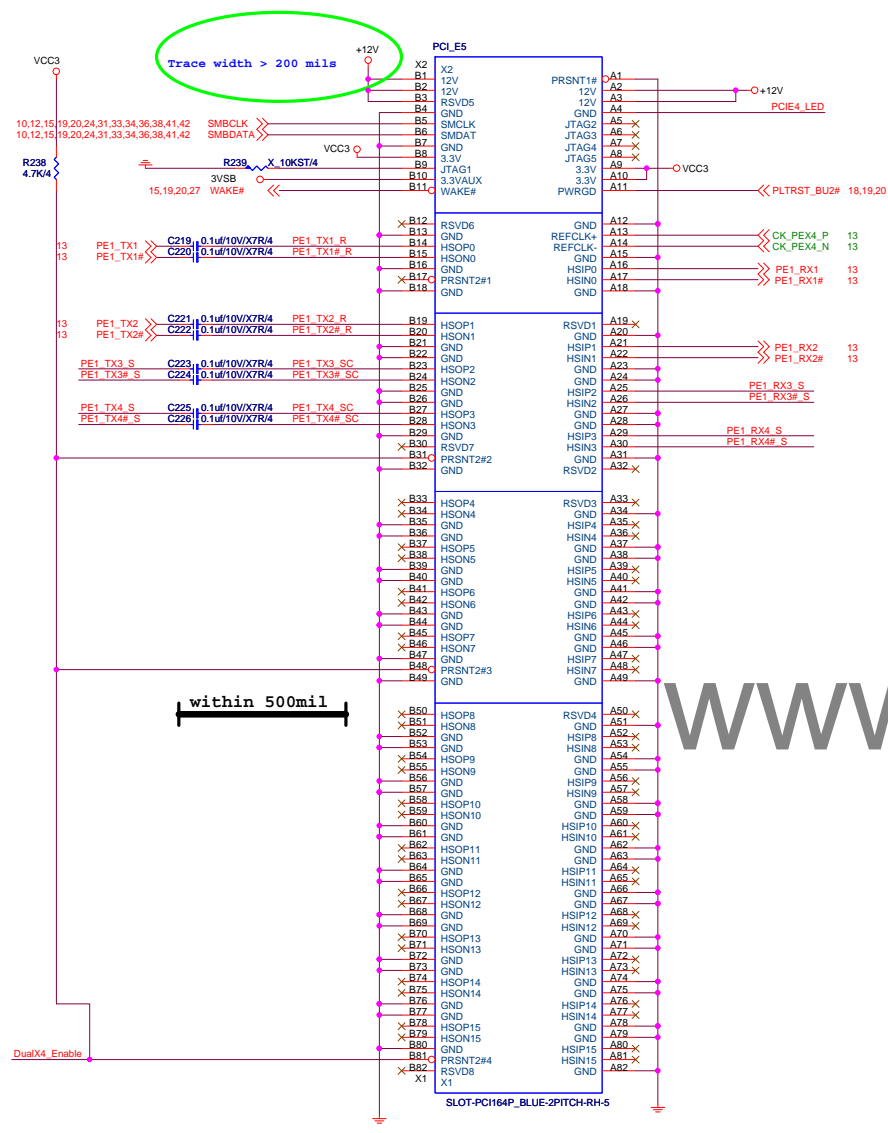 PCI_E5
+12V
Trace width > 200 mils
VCC3
X2
X2
B1 12V PRSNT1# A1
B2 12V 12V A2 +12V
B3 RSVD5 12V A3
B4 GND GND A4 PCIE4_LED
10,12,15,19,20,24,31,33,34,36,38,41,42 SMBCLK B5 SMCLK JTAG2 A5
10,12,15,19,20,24,31,33,34,36,38,41,42 SMBDATA B6 SMDAT JTAG3 A6
B7 GND JTAG4 A7
VCC3 B8 3.3V JTAG5 A8
R238 R239 X_10KST/4 B9 JTAG1 3.3V A9 VCC3
4.7K/4 3VSB B10 3.3VAUX 3.3V A10
15,19,20,27 WAKE# B11 WAKE# PWRGD A11 PLTRST_BU2# 18,19,20
B12 RSVD6 GND A12
B13 GND REFCLK+ A13 CK_PEX4_P 13
13 PE1_TX1 C219 0.1uf/10V/X7R/4 PE1_TX1_R B14 HSOP0 REFCLK- A14 CK_PEX4_N 13
13 PE1_TX1# C220 0.1uf/10V/X7R/4 PE1_TX1#_R B15 HSON0 GND A15
B16 GND HSIP0 A16 PE1_RX1 13
B17 PRSNT2#1 HSIN0 A17 PE1_RX1# 13
B18 GND GND A18
13 PE1_TX2 C221 0.1uf/10V/X7R/4 PE1_TX2_R B19 HSOP1 RSVD1 A19
13 PE1_TX2# C222 0.1uf/10V/X7R/4 PE1_TX2#_R B20 HSON1 GND A20
B21 GND HSIP1 A21 PE1_RX2 13
B22 GND HSIN1 A22 PE1_RX2# 13
PE1_TX3_S C223 0.1uf/10V/X7R/4 PE1_TX3_SC B23 HSOP2 GND A23
PE1_TX3#_S C224 0.1uf/10V/X7R/4 PE1_TX3#_SC B24 HSON2 GND A24
B25 GND HSIP2 A25 PE1_RX3_S
B26 GND HSIN2 A26 PE1_RX3#_S
PE1_TX4_S C225 0.1uf/10V/X7R/4 PE1_TX4_SC B27 HSOP3 GND A27
PE1_TX4#_S C226 0.1uf/10V/X7R/4 PE1_TX4#_SC B28 HSON3 GND A28
B29 GND HSIP3 A29 PE1_RX4_S
B30 RSVD7 HSIN3 A30 PE1_RX4#_S
B31 PRSNT2#2 GND A31
B32 GND RSVD2 A32
B33 HSOP4 RSVD3 A33
B34 HSON4 GND A34
B35 GND HSIP4 A35
B36 GND HSIN4 A36
B37 HSOP5 GND A37
B38 HSON5 GND A38
B39 GND HSIP5 A39
B40 GND HSIN5 A40
B41 HSOP6 GND A41
B42 HSON6 GND A42
B43 GND HSIP6 A43
B44 GND HSIN6 A44
B45 HSOP7 GND A45
B46 HSON7 GND A46
B47 GND HSIP7 A47
B48 PRSNT2#3 HSIN7 A48
B49 GND GND A49
within 500mil
www
B50 HSOP8 RSVD4 A50
B51 HSON8 GND A51
B52 GND HSIP8 A52
B53 GND HSIN8 A53
B54 HSOP9 GND A54
B55 HSON9 GND A55
B56 GND HSIP9 A56
B57 GND HSIN9 A57
B58 HSOP10 GND A58
B59 HSON10 GND A59
B60 GND HSIP10 A60
B61 GND HSIN10 A61
B62 HSOP11 GND A62
B63 HSON11 GND A63
B64 GND HSIP11 A64
B65 GND HSIN11 A65
B66 HSOP12 GND A66
B67 HSON12 GND A67
B68 GND HSIP12 A68
B69 GND HSIN12 A69
B70 HSOP13 GND A70
B71 HSON13 GND A71
B72 GND HSIP13 A72
B73 GND HSIN13 A73
B74 HSOP14 GND A74
B75 HSON14 GND A75
B76 GND HSIP14 A76
B77 GND HSIN14 A77
B78 HSOP15 GND A78
B79 HSON15 GND A79
B80 GND HSIP15 A80
DualX4_Enable B81 PRSNT2#4 HSIN15 A81
B82 RSVD8 GND A82
X1 X1
SLOT-PCI164P_BLUE-2PITCH-RH-5